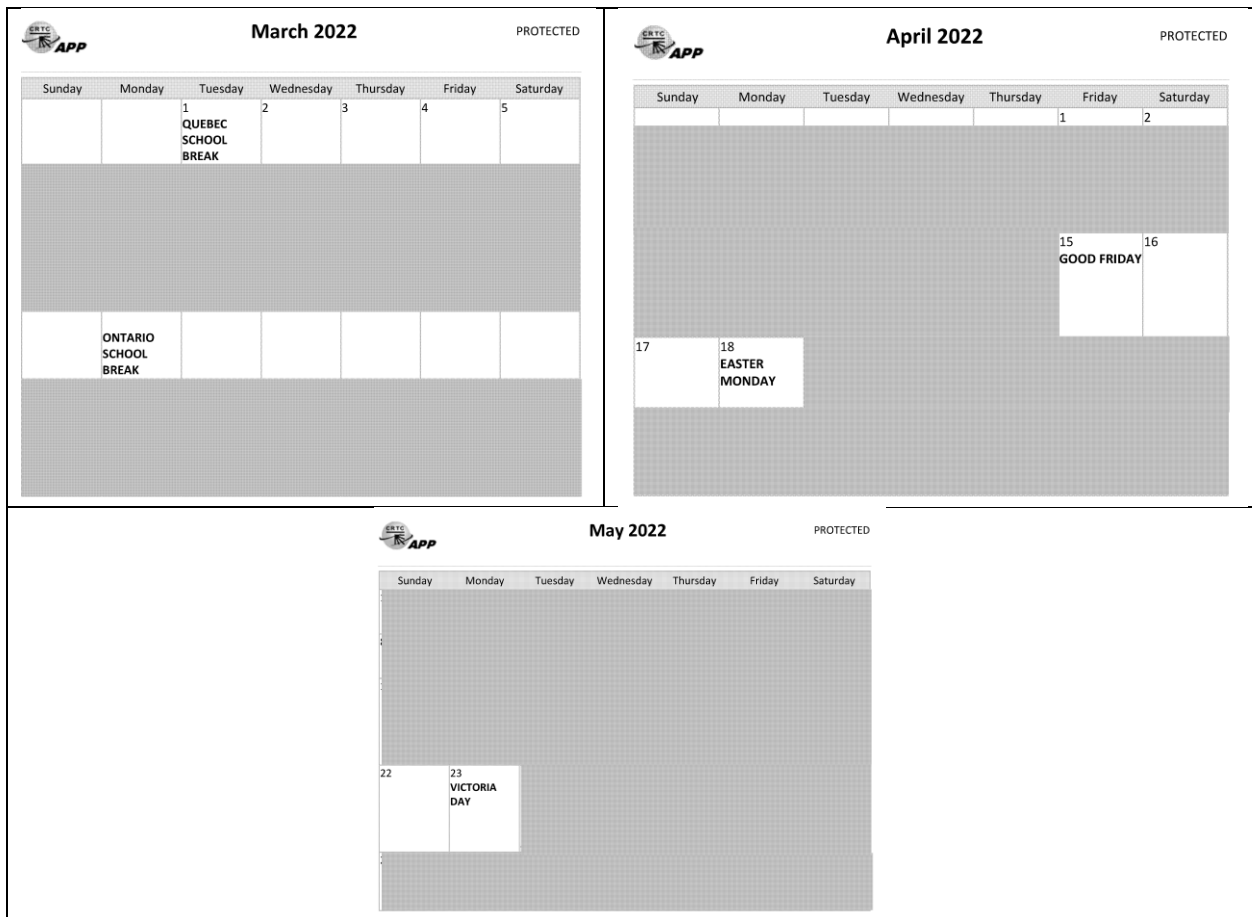 CRTC
APP
March 2022
PROTECTED
Sunday Monday Tuesday Wednesday Thursday Friday Saturday
1 2 3 4 5
QUEBEC
SCHOOL
BREAK
ONTARIO
SCHOOL
BREAK
CRTC
APP
April 2022
PROTECTED
Sunday Monday Tuesday Wednesday Thursday Friday Saturday
1 2
15 16
GOOD FRIDAY
17 18
EASTER
MONDAY
CRTC
APP
May 2022
PROTECTED
Sunday Monday Tuesday Wednesday Thursday Friday Saturday
22 23
VICTORIA
DAY